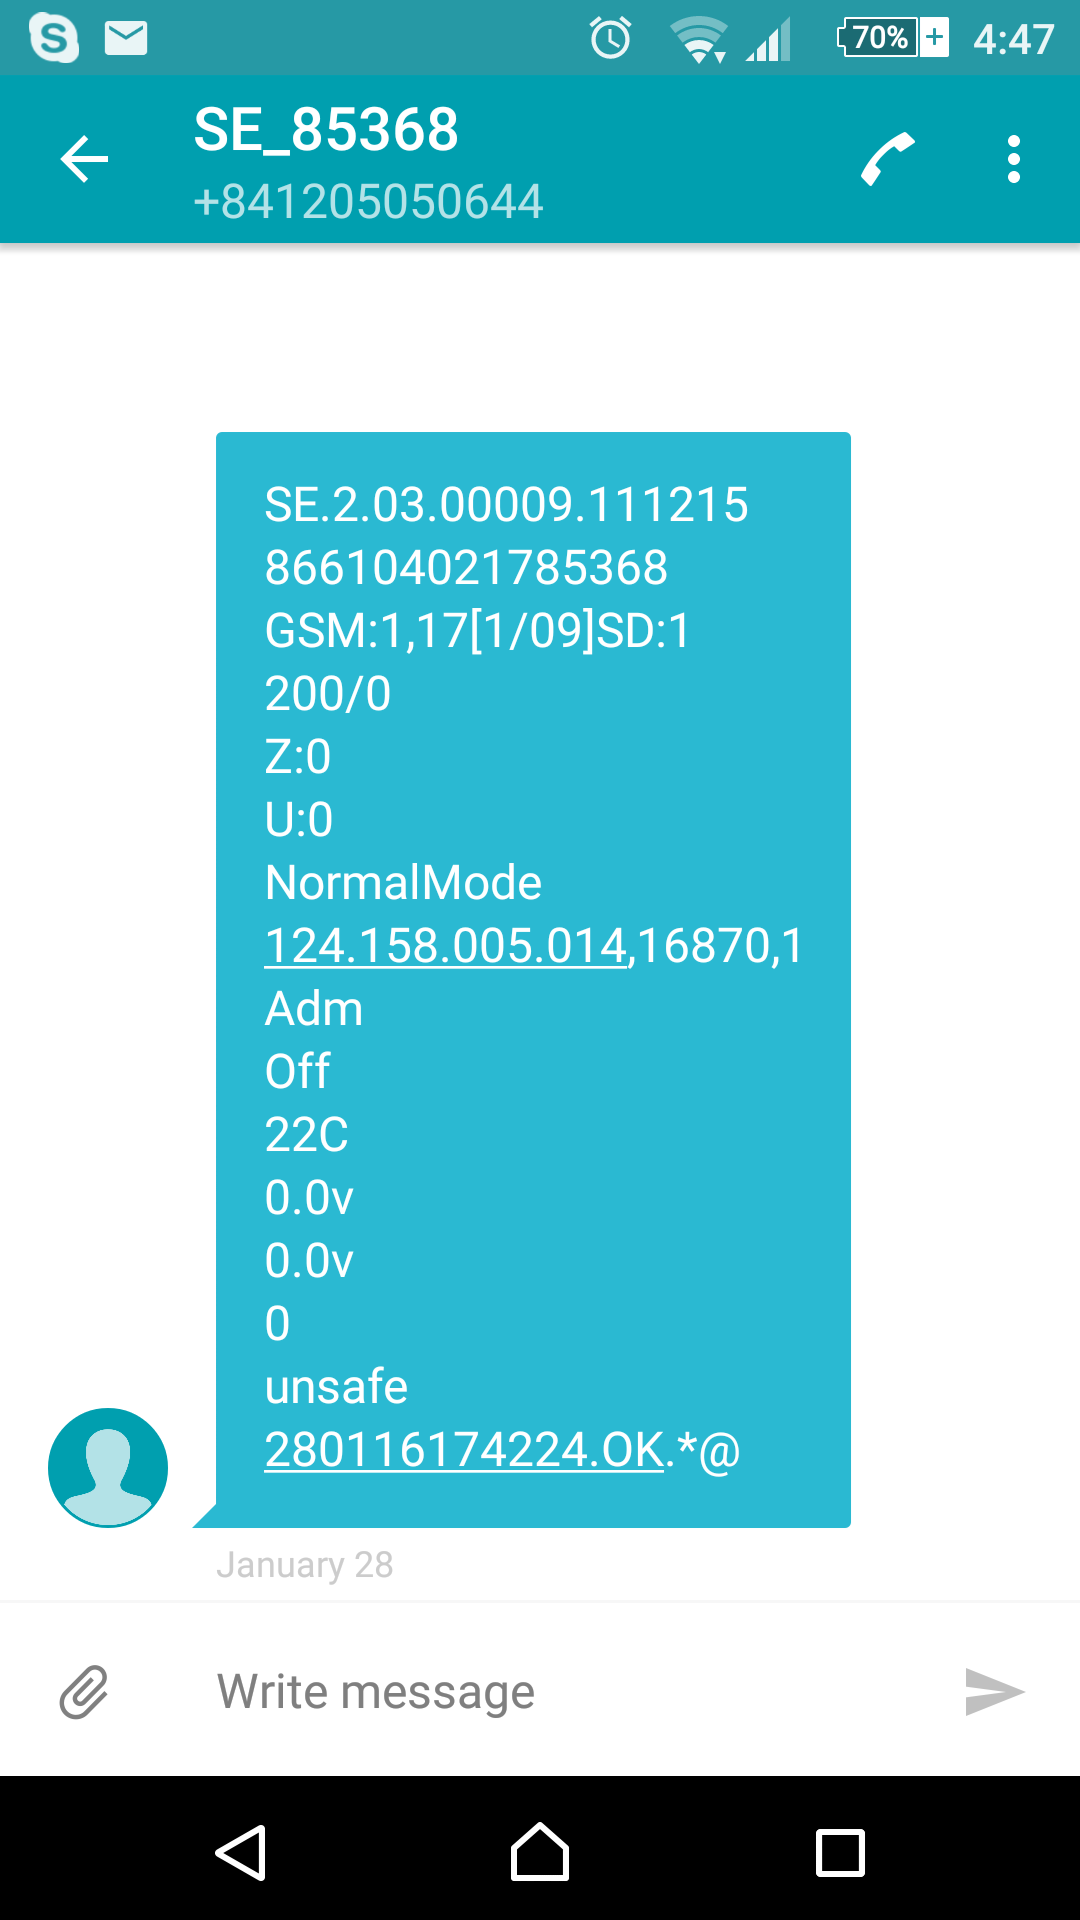 S
70%
4:47
SE_85368
+841205050644
SE.2.03.00009.111215
866104021785368
GSM:1,17[1/09]SD:1
200/0
Z:0
U:0
NormalMode
124.158.005.014,16870,1
Adm
Off
22C
0.0v
0.0v
0
unsafe
280116174224.OK.*@
January 28
Write message